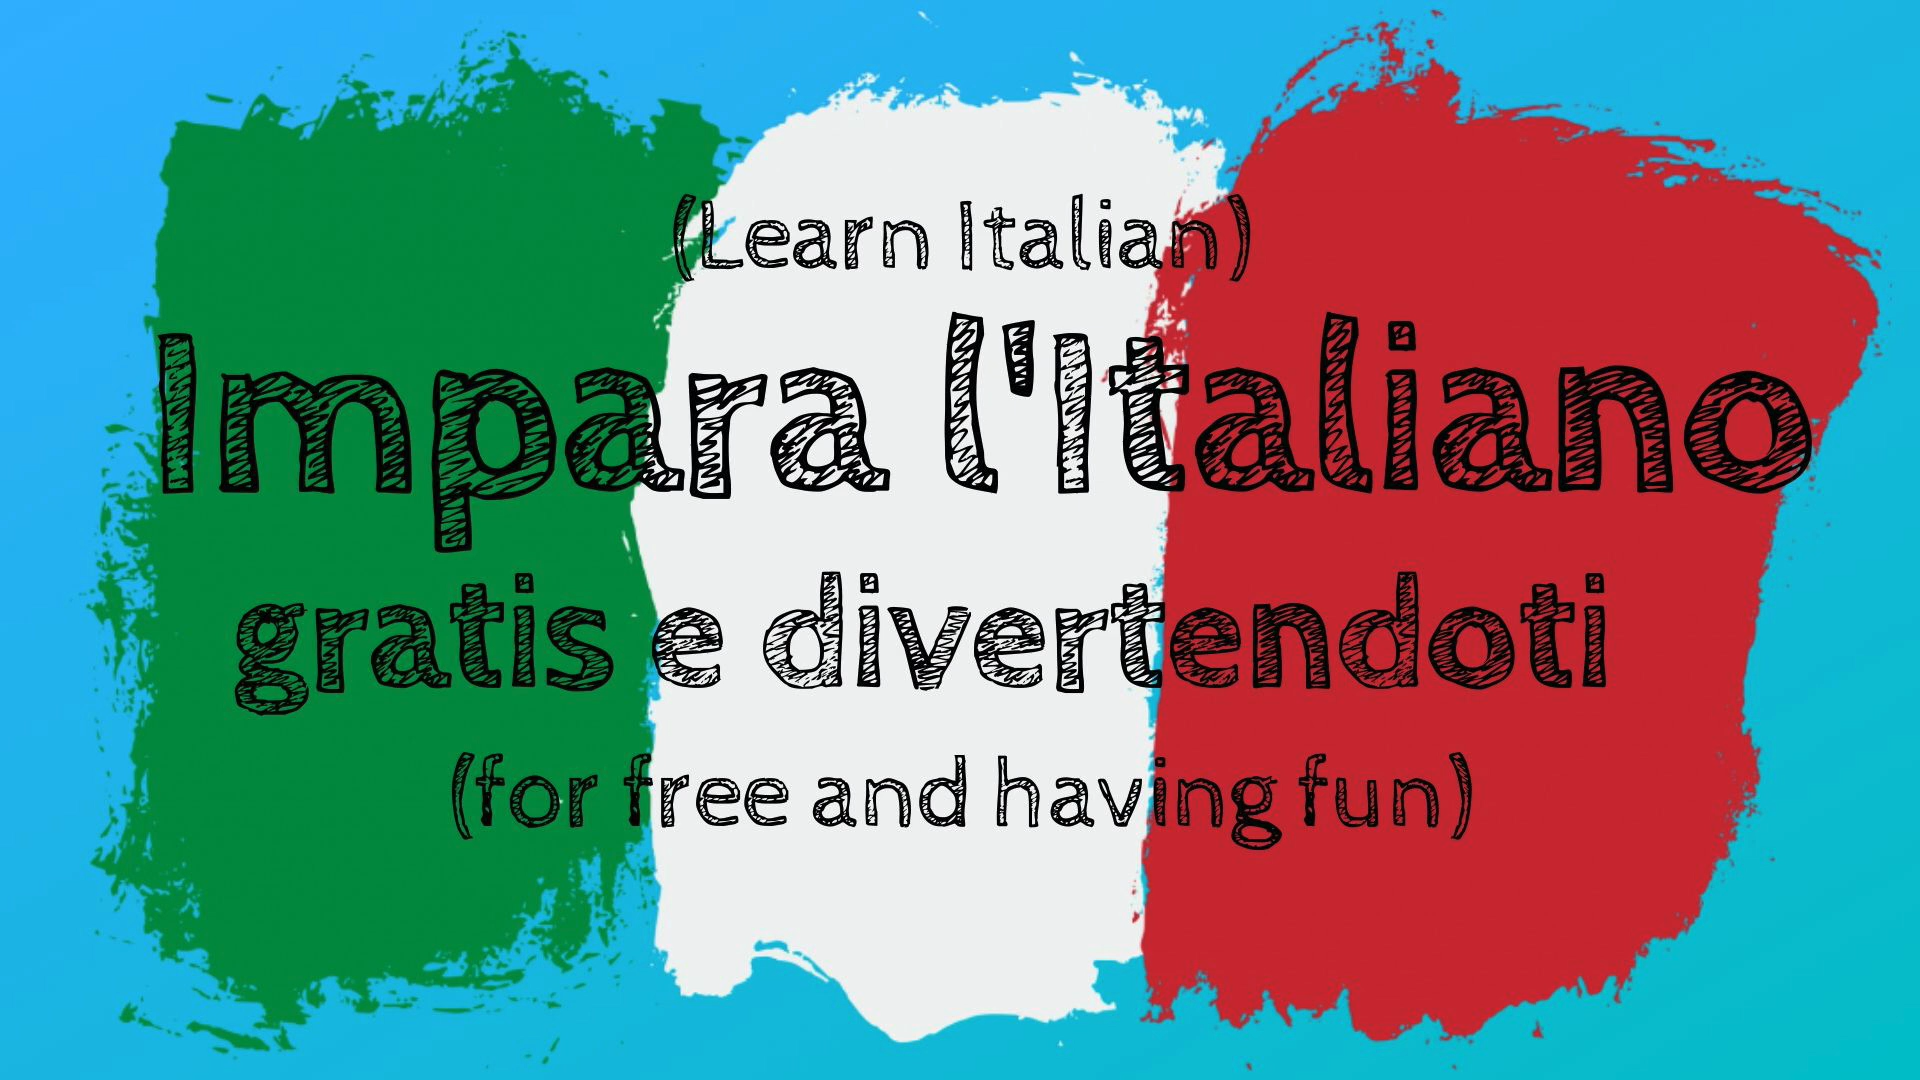 (Learn Italian)
Impara l'Italiano
gratis e divertendoti
(for free and having fun)